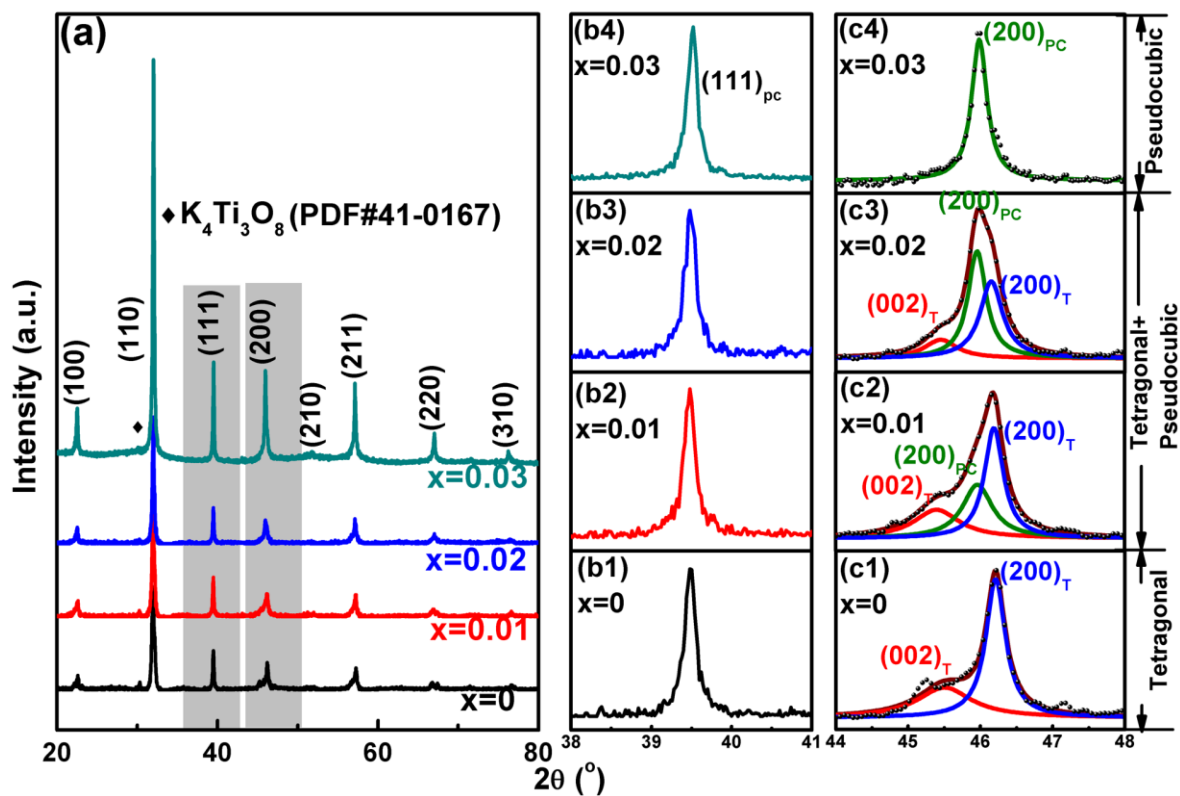 (a)
♦K₄Ti₃O₈(PDF#41-0167)
(100)
(110)
♦
(111)
(200)
(210)
(211)
(220)
(310)
x=0.03
x=0.02
x=0.01
x=0
Intensity (a.u.)
20
40
60
80
2θ (°)
(b4)
x=0.03
(111)pc
(b3)
x=0.02
(b2)
x=0.01
(b1)
x=0
38
39
40
41
(c4)
x=0.03
(200)PC
(c3)
x=0.02
(200)PC
(002)T
(200)T
(c2)
x=0.01
(200)T
(200)PC
(002)T
(c1)
x=0
(200)T
(002)T
44
45
46
47
48
Pseudocubic
Tetragonal+
Pseudocubic
Tetragonal